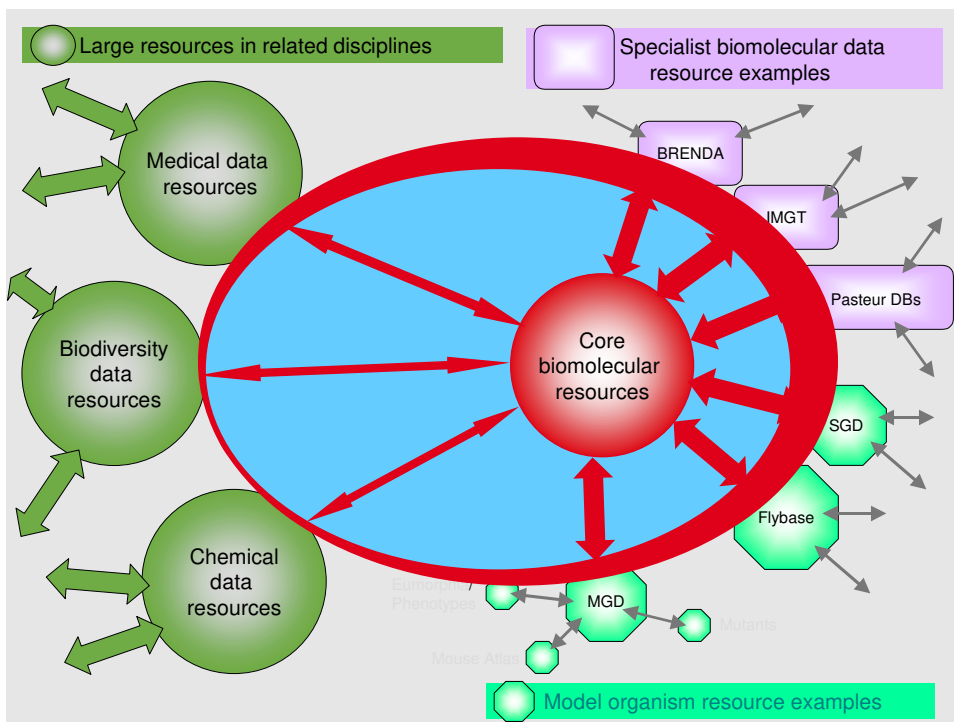 Large resources in related disciplines
Specialist biomolecular data
resource examples
Medical data
resources
BRENDA
IMGT
Pasteur DBs
Biodiversity
data
resources
Core
biomolecular
resources
SGD
Flybase
Chemical
data
resources
Phenotypes
MGD
Mutants
Mouse Atlas
Model organism resource examples